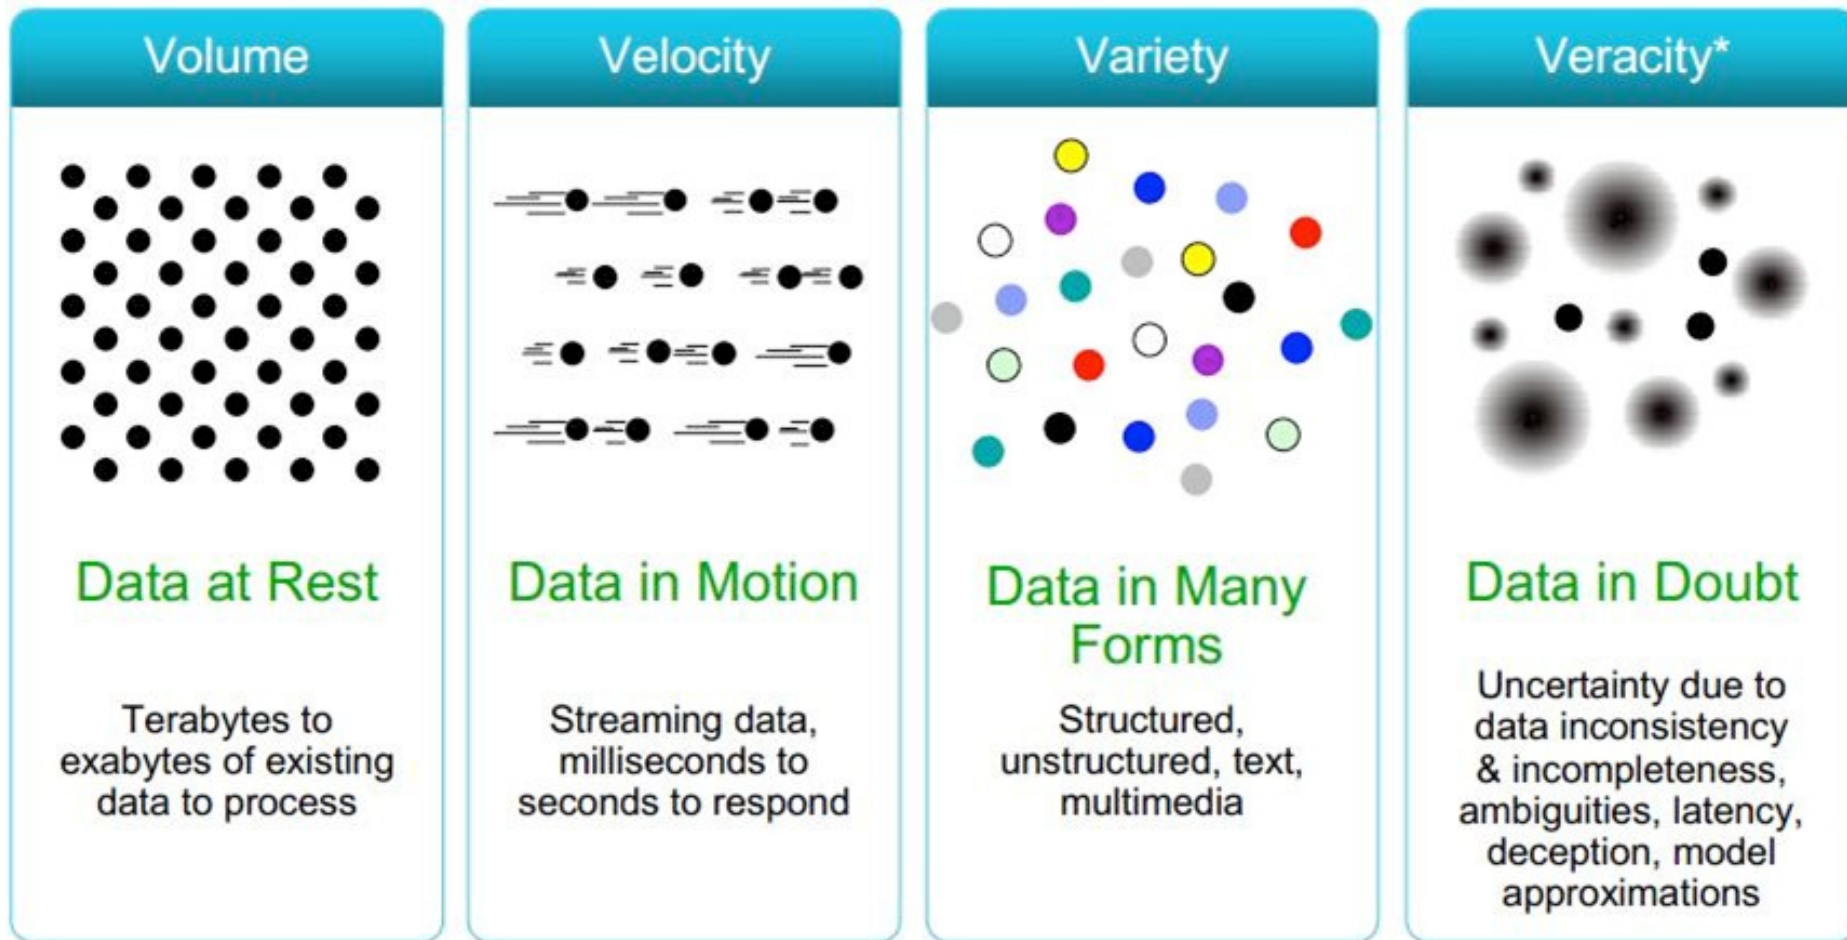 Volume
Data at Rest
Terabytes to
exabytes of existing
data to process
Velocity
Data in Motion
Streaming data,
milliseconds to
seconds to respond
Variety
Data in Many
Forms
Structured,
unstructured, text,
multimedia
Veracity*
Data in Doubt
Uncertainty due to
data inconsistency
& incompleteness,
ambiguities, latency,
deception, model
approximations